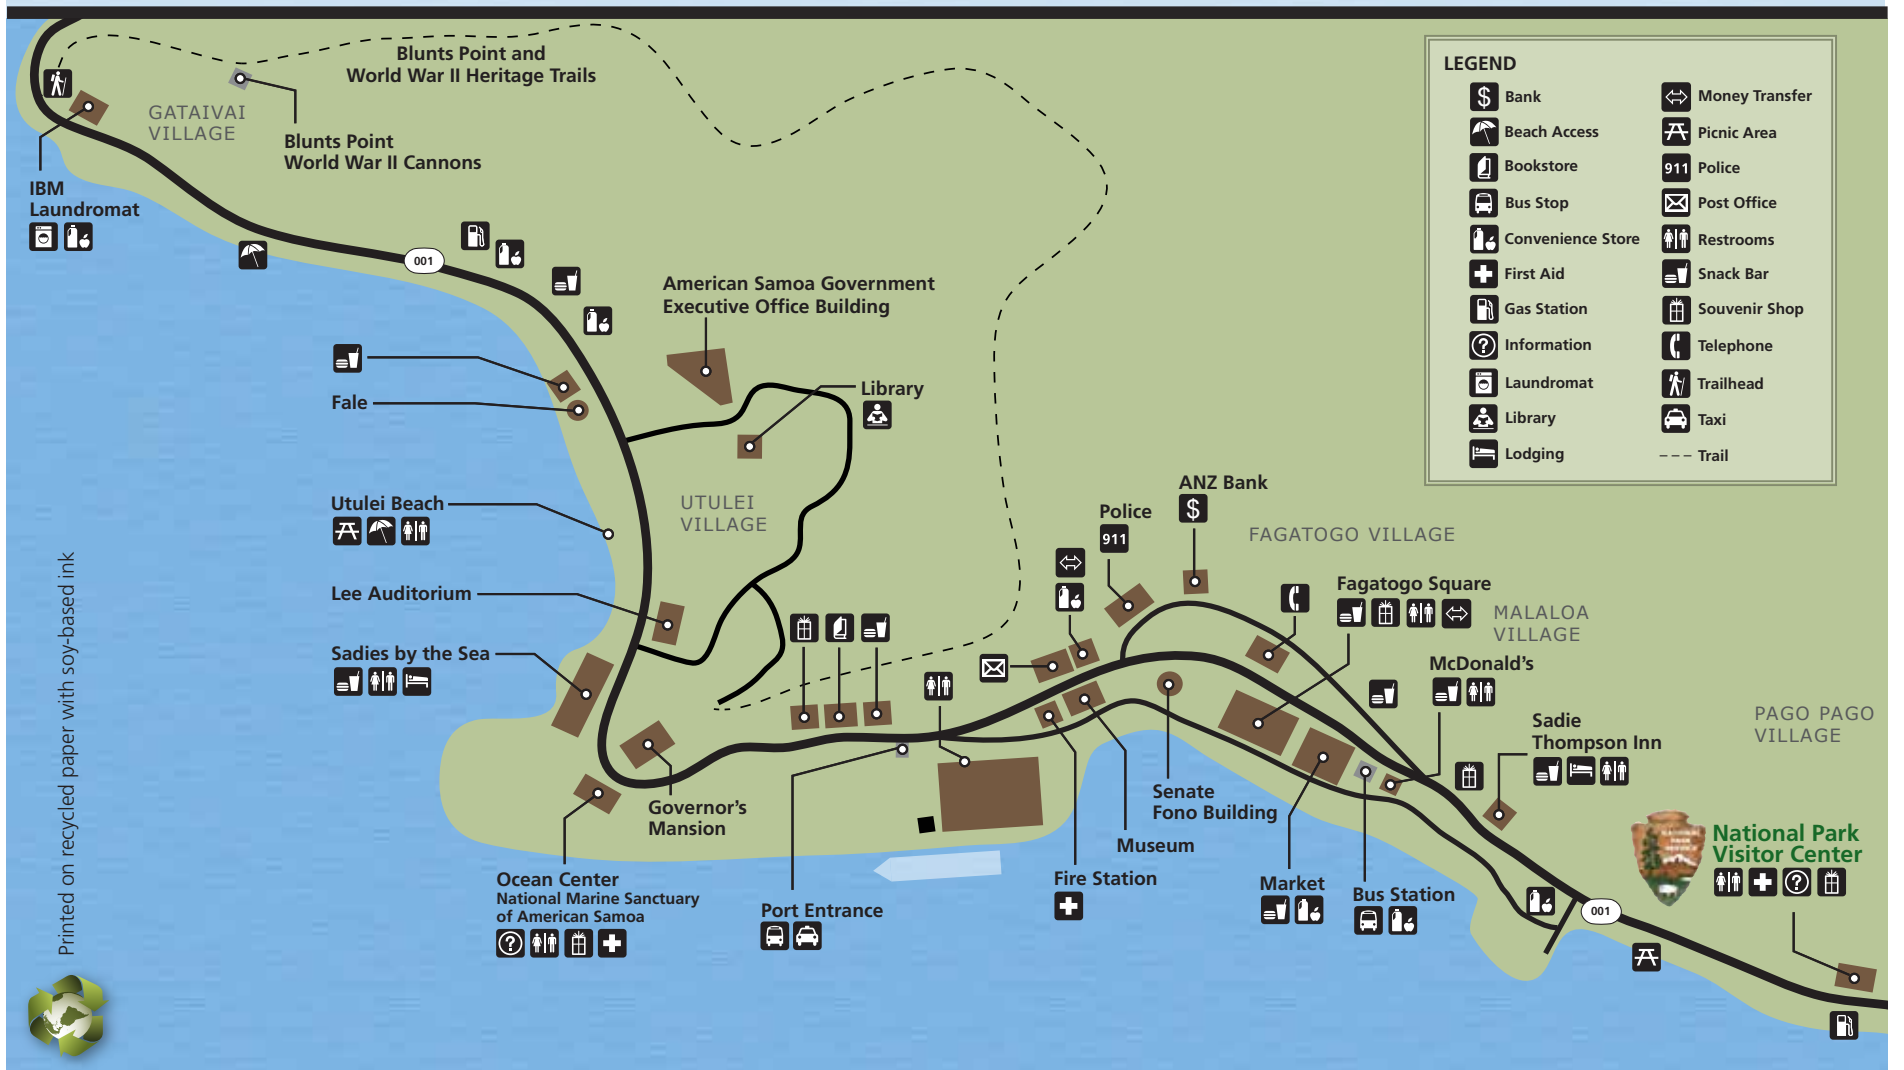 Blunts Point and
World War II Heritage Trails
GATAIVAI
VILLAGE
Blunts Point
World War II Cannons
IBM
Laundromat
001
American Samoa Government
Executive Office Building
Fale
Library
Utulei Beach
UTULEI
VILLAGE
Lee Auditorium
Sadies by the Sea
Governor's
Mansion
Ocean Center
National Marine Sanctuary
of American Samoa
Port Entrance
Police
911
ANZ Bank
$
FAGATOGO VILLAGE
Fagatogo Square
MALALOA
VILLAGE
McDonald's
Sadie
Thompson Inn
PAGO PAGO
VILLAGE
Senate
Fono Building
Museum
Fire Station
Market
Bus Station
National Park
Visitor Center
001
LEGEND
$ Bank
Beach Access
Bookstore
Bus Stop
Convenience Store
First Aid
Gas Station
? Information
Laundromat
Library
Lodging
Money Transfer
Picnic Area
911 Police
Post Office
Restrooms
Snack Bar
Souvenir Shop
Telephone
Trailhead
Taxi
Trail
Printed on recycled paper with soy-based ink